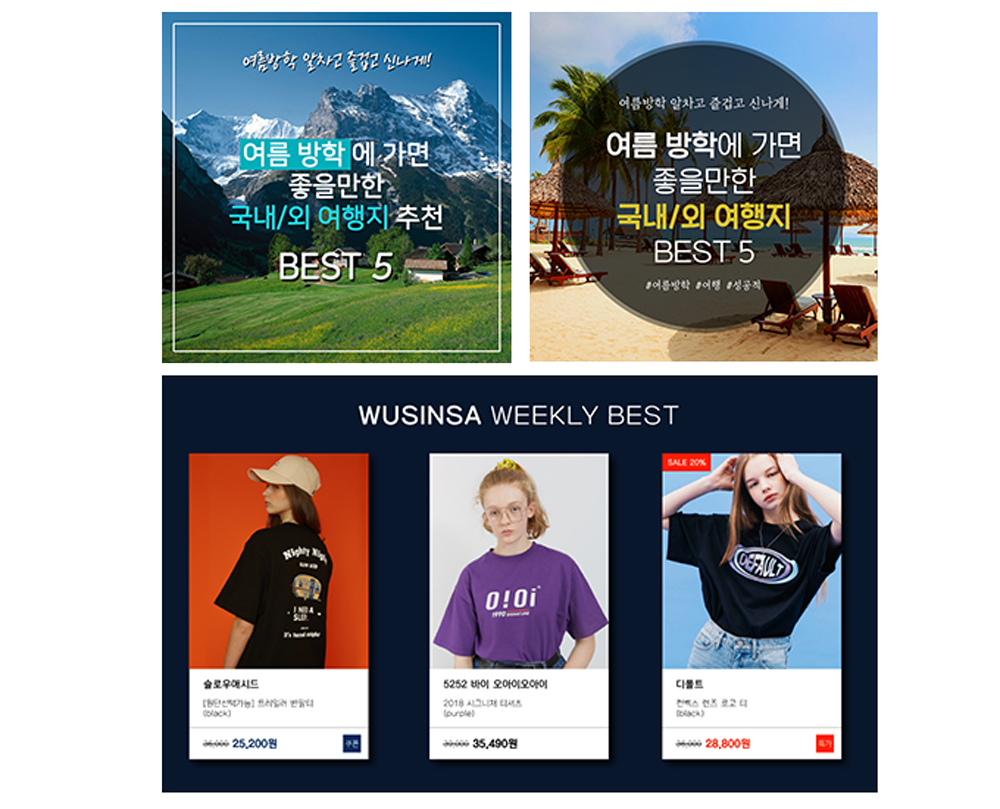 여름방학 알차고 즐겁고 신나게!
여름 방학에 가면
좋을만한
국내/외 여행지 추천
BEST 5
여름방학 알차고 즐겁고 신나게!
여름 방학에 가면
좋을만한
국내/외 여행지
BEST 5
#여름방학 #여행 #성공적
WUSINSA WEEKLY BEST
Nighty Night
I NEED A
SLEEP
O!Oi
1990
슬로우애시드
[원단선택가능] 트레일러 반팔티
(black)
36,000 25,200원
쿠폰
5252 바이 오아이오아이
2018 시그니쳐 티셔츠
(purple)
39,000 35,490원
SALE 20%
DEFAULT
디폴트
컨벡스 렌즈 로고 티
(black)
36,000 28,800원
특가